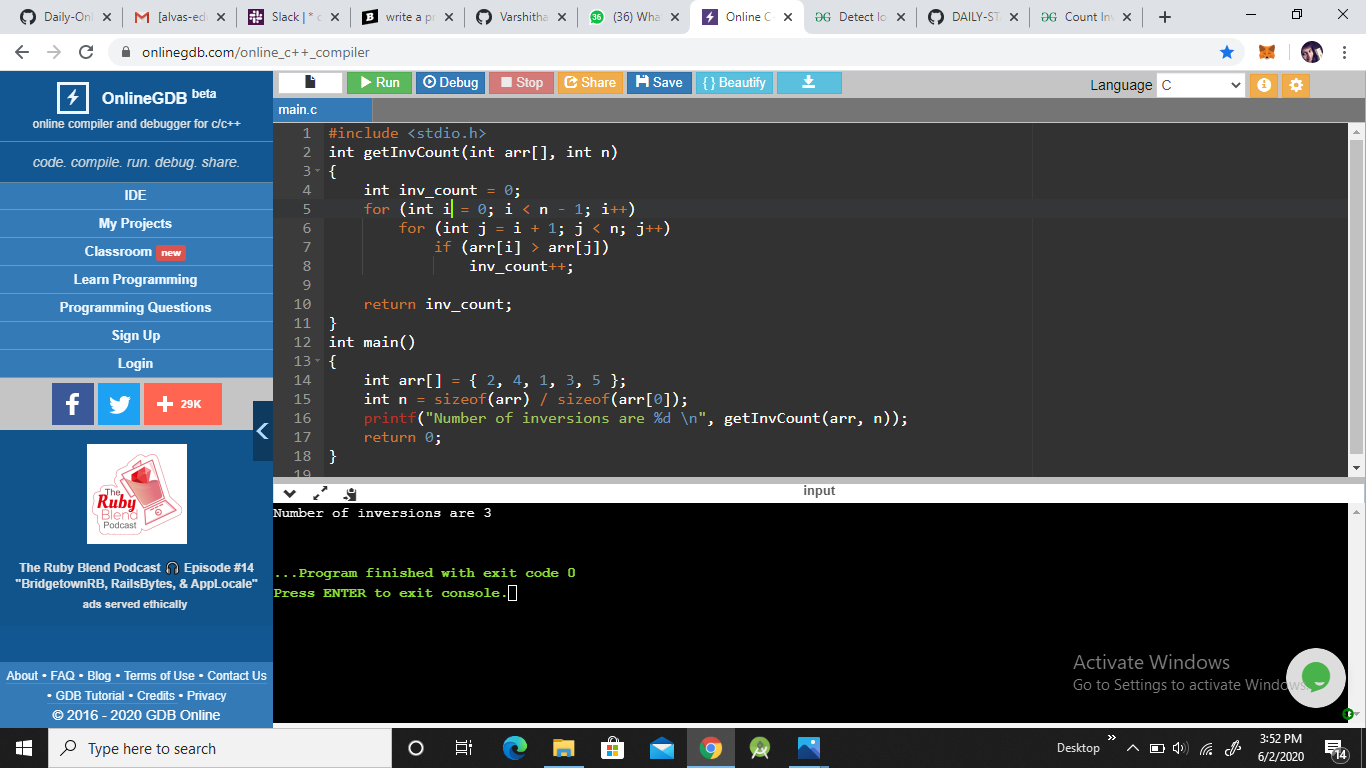 Daily-Onl
[alvas-ed
Slack | * c
write a pr
Varshitha
(36) Wha
Online C
Detect lo
DAILY-ST
Count Inv
onlinegdb.com/online_c++_compiler
OnlineGDB beta
online compiler and debugger for c/c++
code. compile. run. debug. share.
IDE
My Projects
Classroom new
Learn Programming
Programming Questions
Sign Up
Login
29K
The
Ruby
Blend
Podcast
The Ruby Blend Podcast 🎧 Episode #14
"BridgetownRB, RailsBytes, & AppLocale"
ads served ethically
About • FAQ • Blog • Terms of Use • Contact Us
• GDB Tutorial • Credits • Privacy
© 2016 - 2020 GDB Online
Run Debug Stop Share Save { } Beautify
Language C
main.c
1 #include <stdio.h>
2 int getInvCount(int arr[], int n)
3 {
4 int inv_count = 0;
5 for (int i = 0; i < n - 1; i++)
6 for (int j = i + 1; j < n; j++)
7 if (arr[i] > arr[j])
8 inv_count++;
9
10 return inv_count;
11 }
12 int main()
13 {
14 int arr[] = { 2, 4, 1, 3, 5 };
15 int n = sizeof(arr) / sizeof(arr[0]);
16 printf("Number of inversions are %d \n", getInvCount(arr, n));
17 return 0;
18 }
19
input
Number of inversions are 3
...Program finished with exit code 0
Press ENTER to exit console.
Activate Windows
Go to Settings to activate Windows.
Type here to search
Desktop
3:52 PM
6/2/2020
14